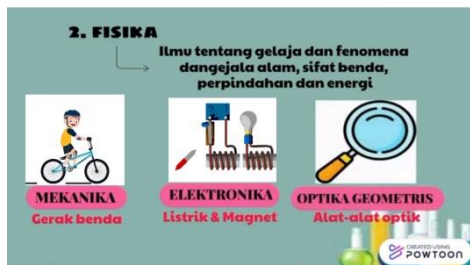 2. FISIKA
Ilmu tentang gelaja dan fenomena
dangejala alam, sifat benda,
perpindahan dan energi
MEKANIKA
Gerak benda
ELEKTRONIKA
Listrik & Magnet
OPTIKA GEOMETRIS
Alat-alat optik
CREATED USING
POWTOON